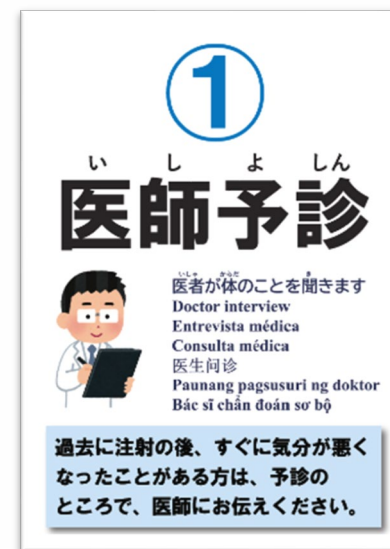 ①
いしよしん
医師予診
いしゃ からだ き
医者が体のことを聞きます
Doctor interview
Entrevista médica
Consulta médica
医生问诊
Paunang pagsusuri ng doktor
Bác sĩ chẩn đoán sơ bộ
過去に注射の後、すぐに気分が悪く
なったことがある方は、予診の
ところで、医師にお伝えください。